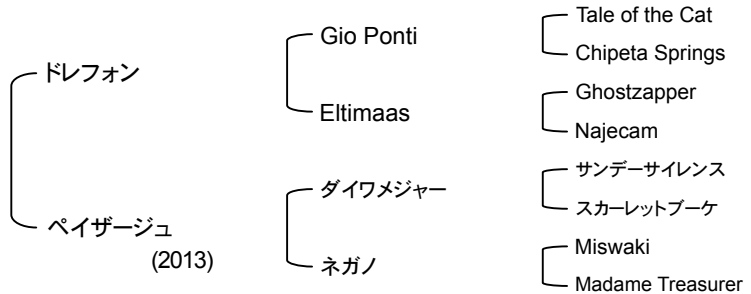 ドレフォン
Gio Ponti
Tale of the Cat
Chipeta Springs
Eltimaas
Ghostzapper
Najecam
ペイザージュ
(2013)
ダイワメジャー
サンデーサイレンス
スカーレットブーケ
ネガノ
Miswaki
Madame Treasurer